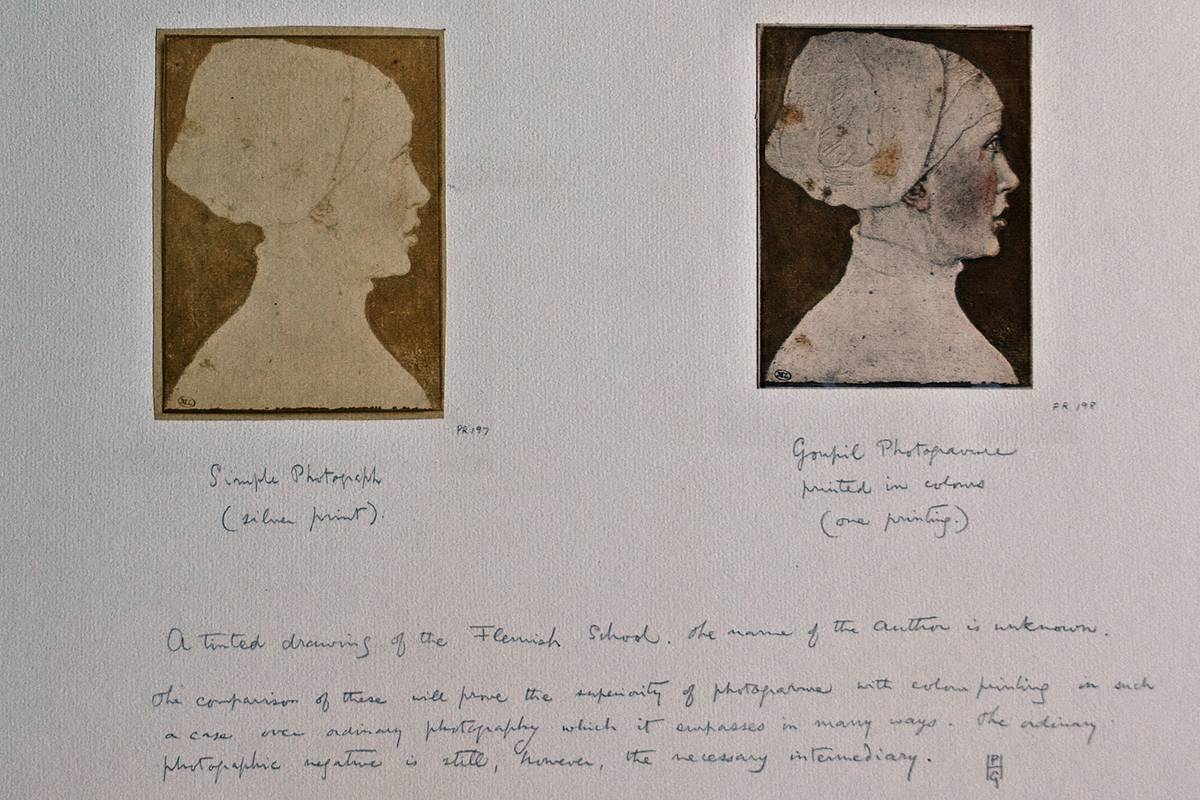 PR 197
PR 198
Simple Photograph
(silver print).
Goupil Photogravure
printed in colours
(one printing.)
A tinted drawing of the Flemish School. The name of the author is unknown.
The comparison of these will prove the superiority of photogravure with colour printing in such
a case over ordinary photography which it surpasses in many ways. The ordinary
photographic negative is still, however, the necessary intermediary.